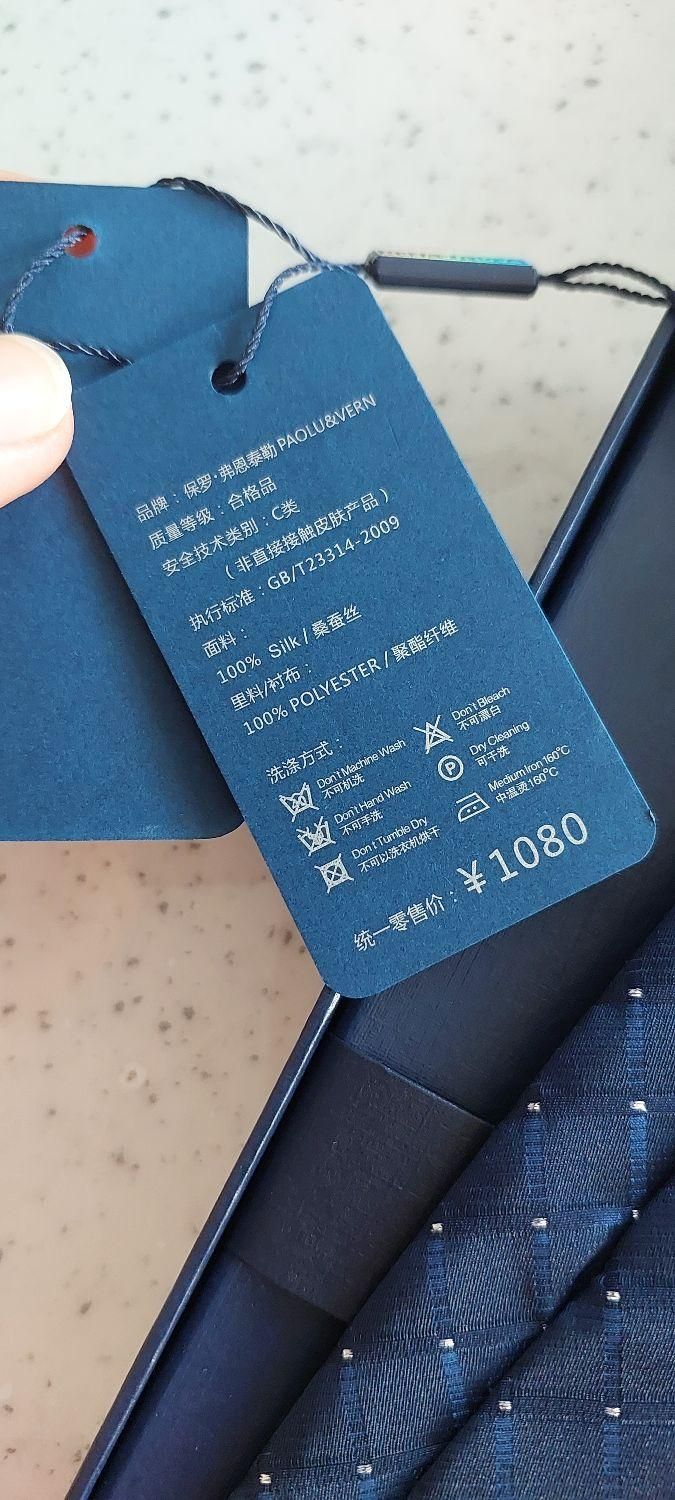 品牌：保罗·弗恩泰勒 PAOLU&VERN
质量等级：合格品
安全技术类别：C类
（非直接接触皮肤产品）
执行标准：GB/T23314-2009
面料：
100% Silk / 桑蚕丝
里料/衬布：
100% POLYESTER / 聚酯纤维
洗涤方式：
Don't Machine Wash
不可机洗
Don't Bleach
不可漂白
Don't Hand Wash
不可手洗
P
Dry Cleaning
可干洗
Don't Tumble Dry
不可以洗衣机烘干
Medium Iron 160℃
中温烫160℃
统一零售价：¥1080